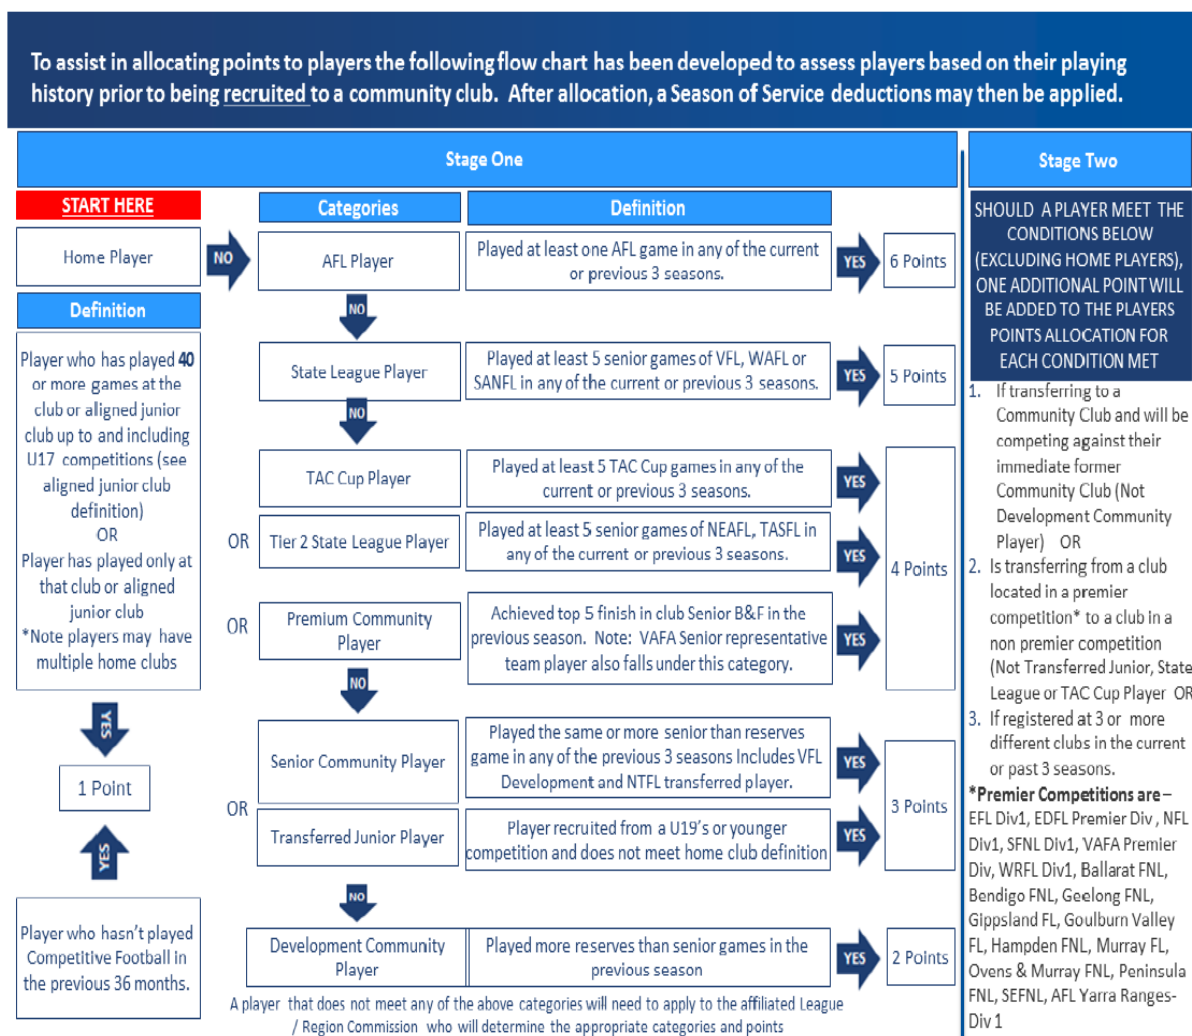 To assist in allocating points to players the following flow chart has been developed to assess players based on their playing
history prior to being recruited to a community club. After allocation, a Season of Service deductions may then be applied.
Stage One
START HERE
Home Player
Definition
Player who has played 40
or more games at the
club or aligned junior
club up to and including
U17 competitions (see
aligned junior club
definition)
OR
Player has played only at
that club or aligned
junior club
*Note players may have
multiple home clubs
YES
1 Point
YES
Player who hasn't played
Competitive Football in
the previous 36 months.
NO
Categories
Definition
AFL Player
Played at least one AFL game in any of the current
or previous 3 seasons.
YES
6 Points
NO
State League Player
Played at least 5 senior games of VFL, WAFL or
SANFL in any of the current or previous 3 seasons.
YES
5 Points
NO
TAC Cup Player
Played at least 5 TAC Cup games in any of the
current or previous 3 seasons.
YES
OR
Tier 2 State League Player
Played at least 5 senior games of NEAFL, TASFL in
any of the current or previous 3 seasons.
YES
4 Points
OR
Premium Community
Player
Achieved top 5 finish in club Senior B&F in the
previous season. Note: VAFA Senior representative
team player also falls under this category.
YES
NO
Senior Community Player
Played the same or more senior than reserves
game in any of the previous 3 seasons Includes VFL
Development and NTFL transferred player.
YES
OR
3 Points
Transferred Junior Player
Player recruited from a U19's or younger
competition and does not meet home club definition
YES
NO
Development Community
Player
Played more reserves than senior games in the
previous season
YES
2 Points
A player that does not meet any of the above categories will need to apply to the affiliated League
/ Region Commission who will determine the appropriate categories and points
Stage Two
SHOULD A PLAYER MEET THE
CONDITIONS BELOW
(EXCLUDING HOME PLAYERS),
ONE ADDITIONAL POINT WILL
BE ADDED TO THE PLAYERS
POINTS ALLOCATION FOR
EACH CONDITION MET
1. If transferring to a
Community Club and will be
competing against their
immediate former
Community Club (Not
Development Community
Player) OR
2. Is transferring from a club
located in a premier
competition* to a club in a
non premier competition
(Not Transferred Junior, State
League or TAC Cup Player OR
3. If registered at 3 or more
different clubs in the current
or past 3 seasons.
*Premier Competitions are –
EFL Div1, EDFL Premier Div , NFL
Div1, SFNL Div1, VAFA Premier
Div, WRFL Div1, Ballarat FNL,
Bendigo FNL, Geelong FNL,
Gippsland FL, Goulburn Valley
FL, Hampden FNL, Murray FL,
Ovens & Murray FNL, Peninsula
FNL, SEFNL, AFL Yarra Ranges-
Div 1